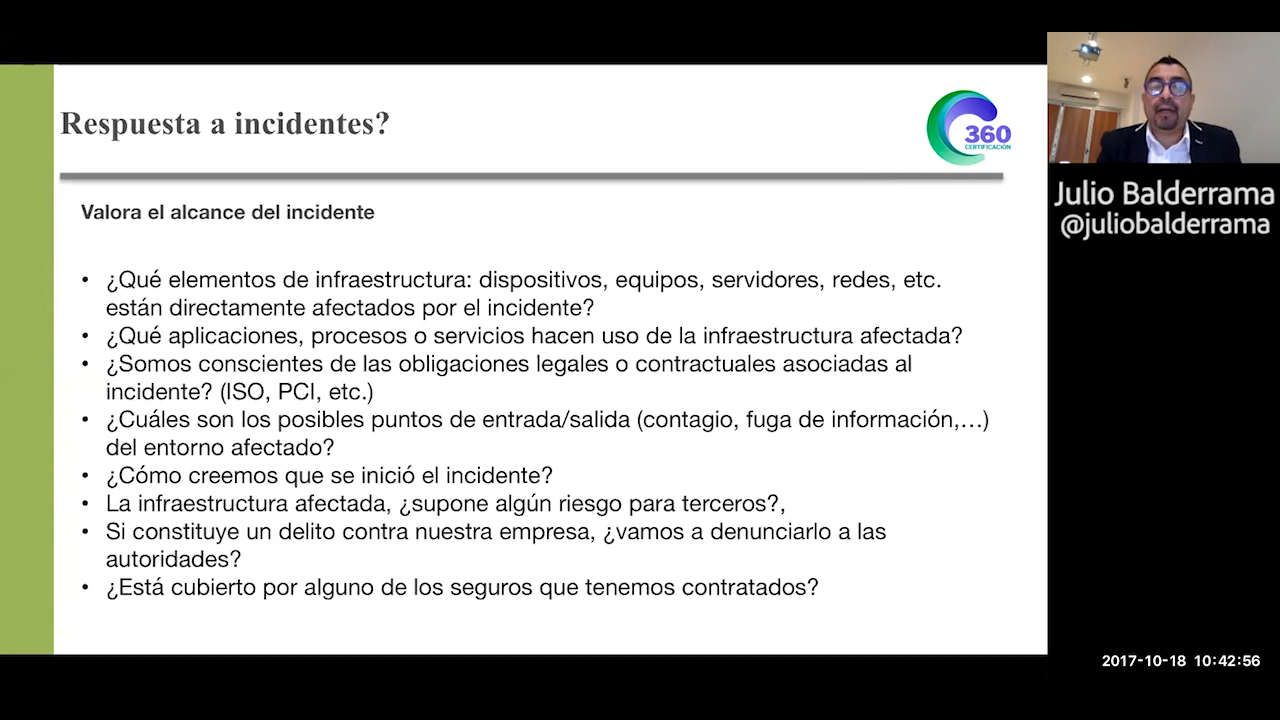 Respuesta a incidentes?
360
CERTIFICACIÓN
Valora el alcance del incidente
• ¿Qué elementos de infraestructura: dispositivos, equipos, servidores, redes, etc.
están directamente afectados por el incidente?
• ¿Qué aplicaciones, procesos o servicios hacen uso de la infraestructura afectada?
• ¿Somos conscientes de las obligaciones legales o contractuales asociadas al
incidente? (ISO, PCI, etc.)
• ¿Cuáles son los posibles puntos de entrada/salida (contagio, fuga de información,…)
del entorno afectado?
• ¿Cómo creemos que se inició el incidente?
• La infraestructura afectada, ¿supone algún riesgo para terceros?,
• Si constituye un delito contra nuestra empresa, ¿vamos a denunciarlo a las
autoridades?
• ¿Está cubierto por alguno de los seguros que tenemos contratados?
Julio Balderrama
@juliobalderrama
2017-10-18 10:42:56